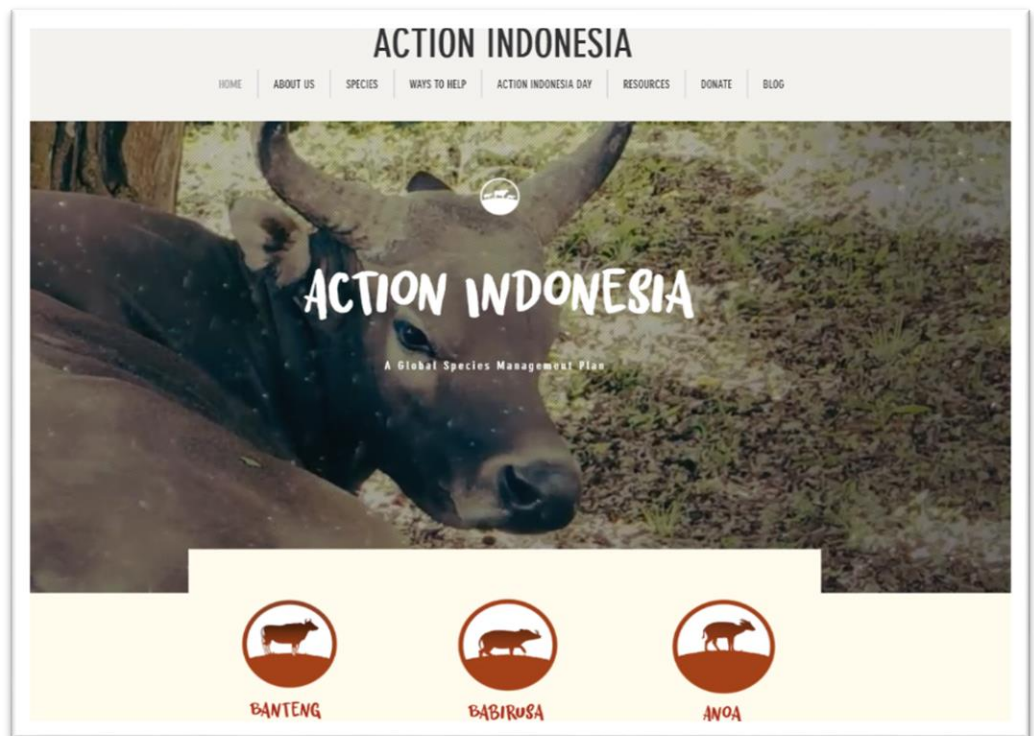 ACTION INDONESIA
HOME ABOUT US SPECIES WAYS TO HELP ACTION INDONESIA DAY RESOURCES DONATE BLOG
ACTION INDONESIA
A Global Species Management Plan
BANTENG BABIRUSA ANOA